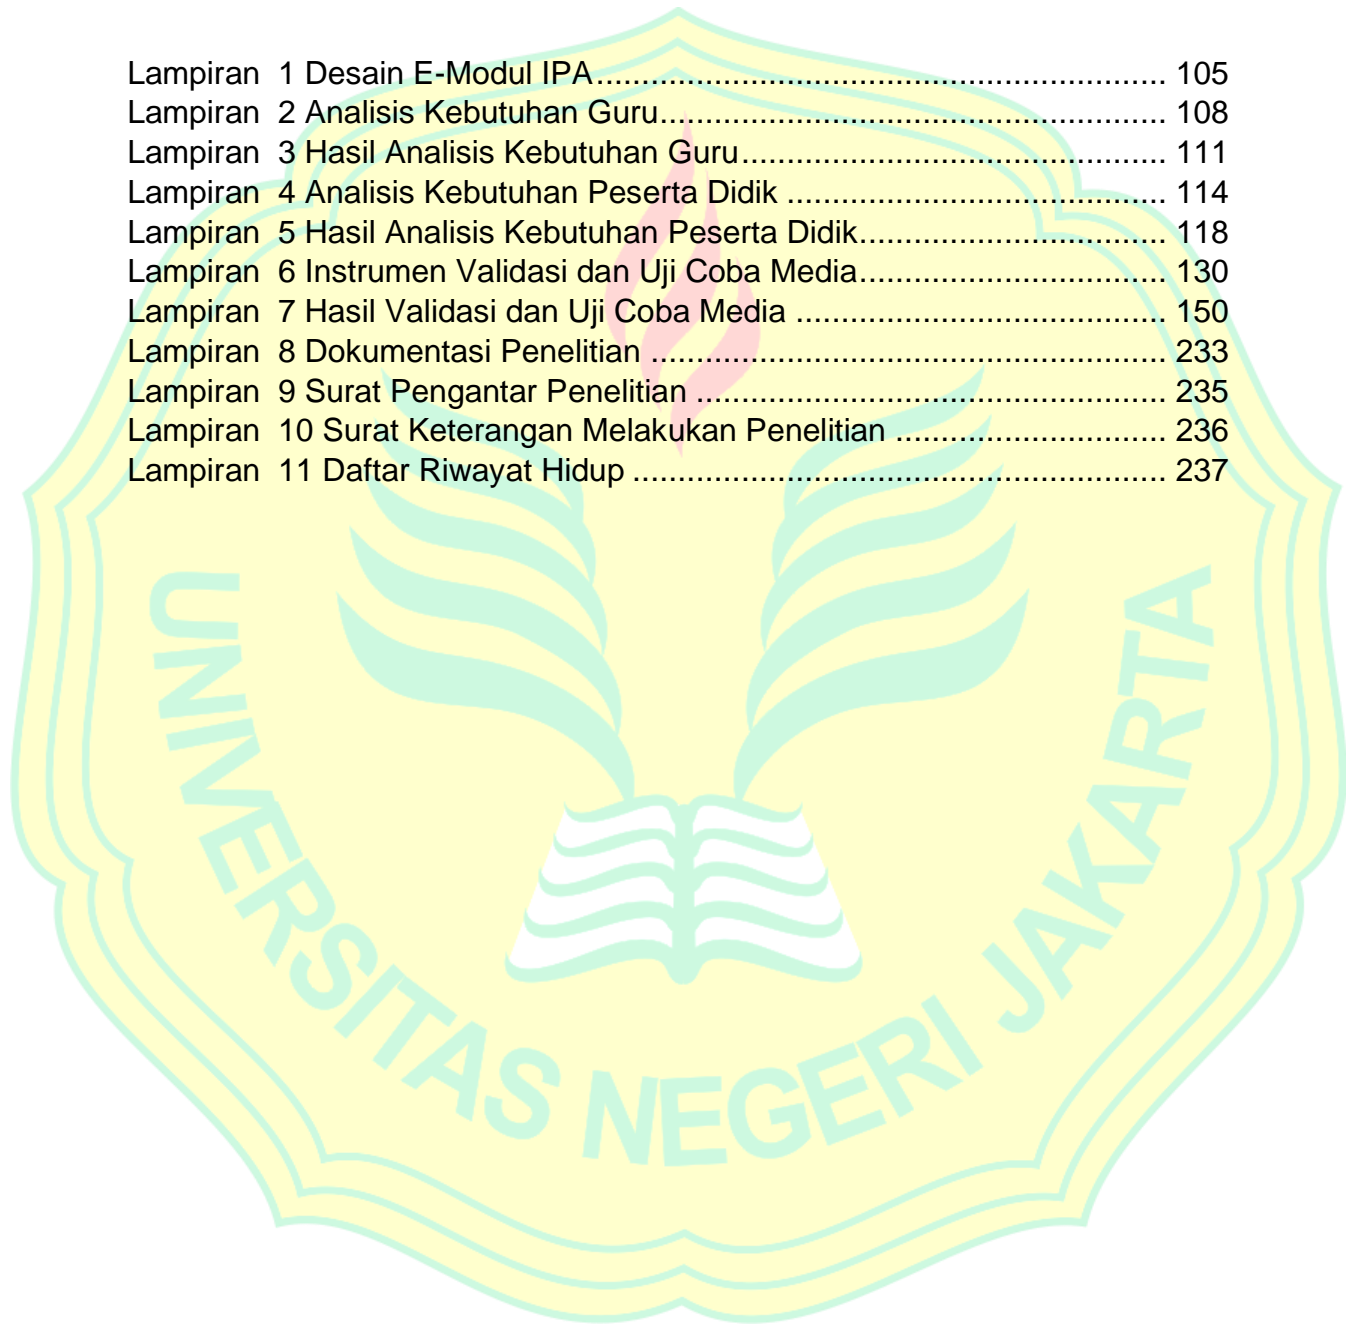 Lampiran  1 Desain E-Modul IPA............................................................... 105
Lampiran  2 Analisis Kebutuhan Guru........................................................ 108
Lampiran  3 Hasil Analisis Kebutuhan Guru............................................... 111
Lampiran  4 Analisis Kebutuhan Peserta Didik .......................................... 114
Lampiran  5 Hasil Analisis Kebutuhan Peserta Didik.................................. 118
Lampiran  6 Instrumen Validasi dan Uji Coba Media.................................. 130
Lampiran  7 Hasil Validasi dan Uji Coba Media ......................................... 150
Lampiran  8 Dokumentasi Penelitian ......................................................... 233
Lampiran  9 Surat Pengantar Penelitian .................................................... 235
Lampiran  10 Surat Keterangan Melakukan Penelitian .............................. 236
Lampiran  11 Daftar Riwayat Hidup ........................................................... 237
UNIVERSITAS NEGERI JAKARTA